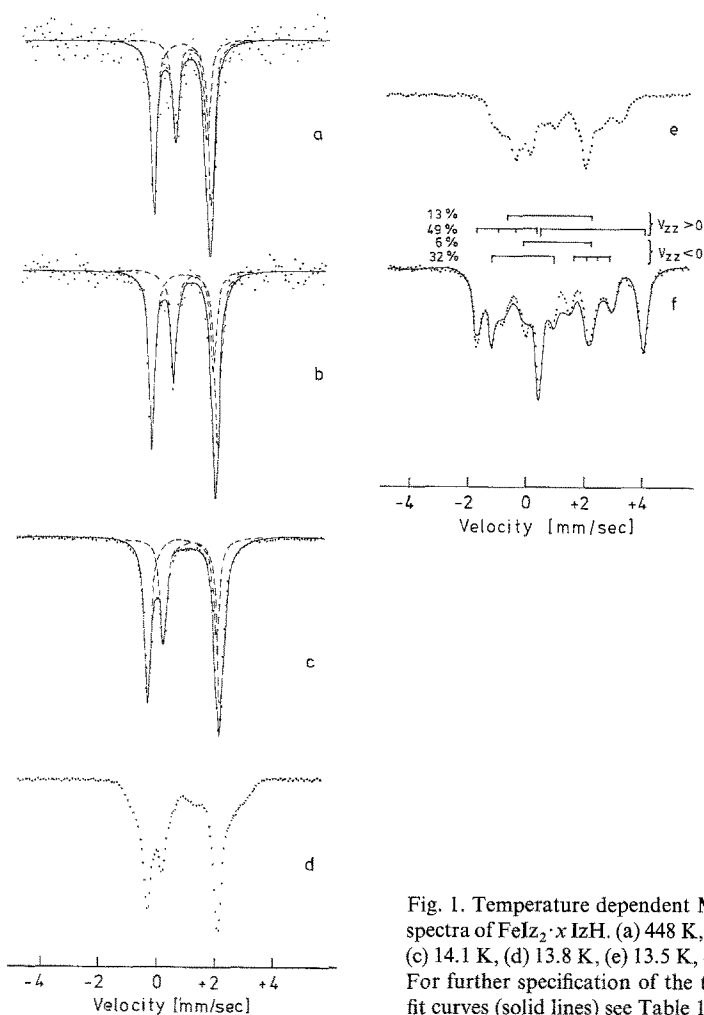 a
b
c
d
-4 -2 0 +2 +4
Velocity [mm/sec]
e
13%
49%
6%
32%
} Vzz>0
} Vzz<0
f
-4 -2 0 +2 +4
Velocity [mm/sec]
Fig. 1. Temperature dependent
spectra of FeIz₂·x IzH. (a) 448 K,
(c) 14.1 K, (d) 13.8 K, (e) 13.5 K,
For further specification of the
fit curves (solid lines) see Table 1